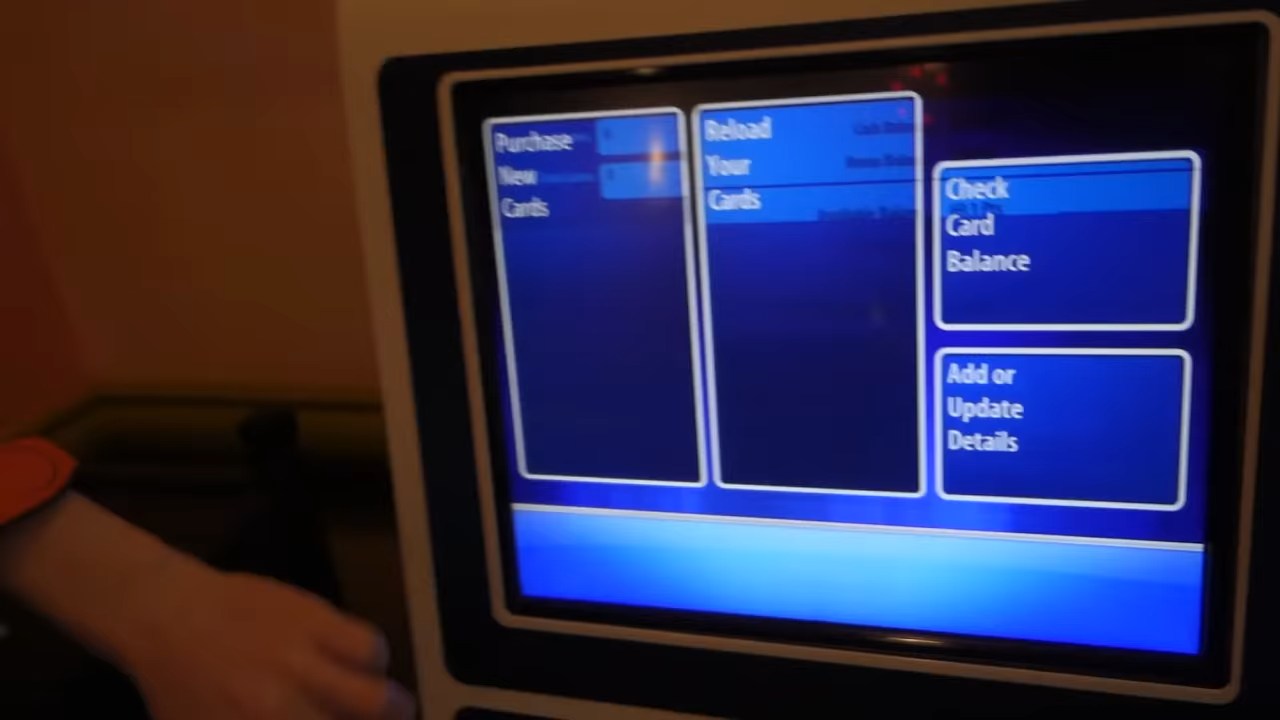 Purchase
New
Cards
Reload
Your
Cards
Check
Card
Balance
Add or
Update
Details